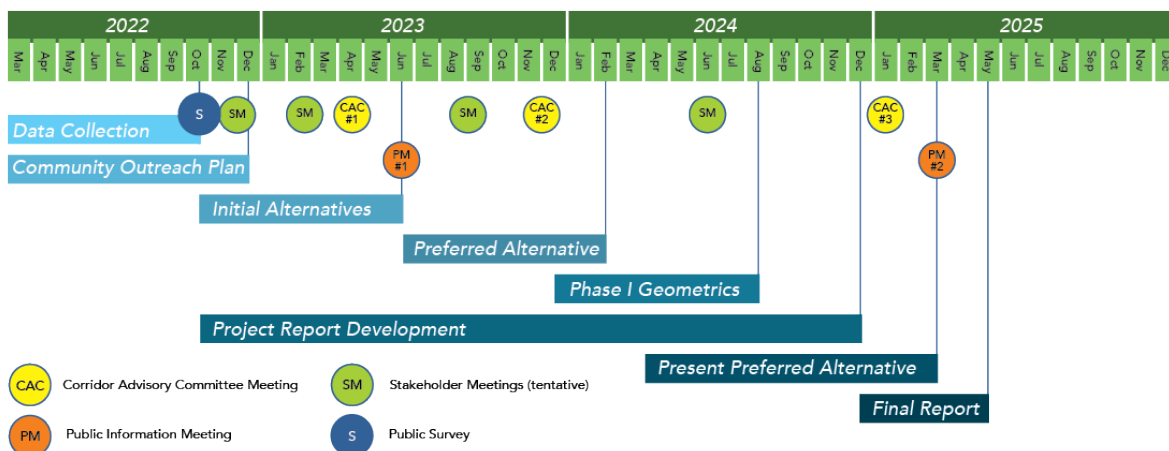 2022 2023 2024 2025
Mar Apr May Jun Jul Aug Sep Oct Nov Dec Jan Feb Mar Apr May Jun Jul Aug Sep Oct Nov Dec Jan Feb Mar Apr May Jun Jul Aug Sep Oct Nov Dec Jan Feb Mar Apr May Jun Jul Aug Sep Oct Nov Dec
S SM SM CAC #1 SM CAC #2 SM CAC #3
Data Collection
Community Outreach Plan
PM #1 PM #2
Initial Alternatives
Preferred Alternative
Phase I Geometrics
Project Report Development
Present Preferred Alternative
Final Report
CAC Corridor Advisory Committee Meeting
SM Stakeholder Meetings (tentative)
PM Public Information Meeting
S Public Survey